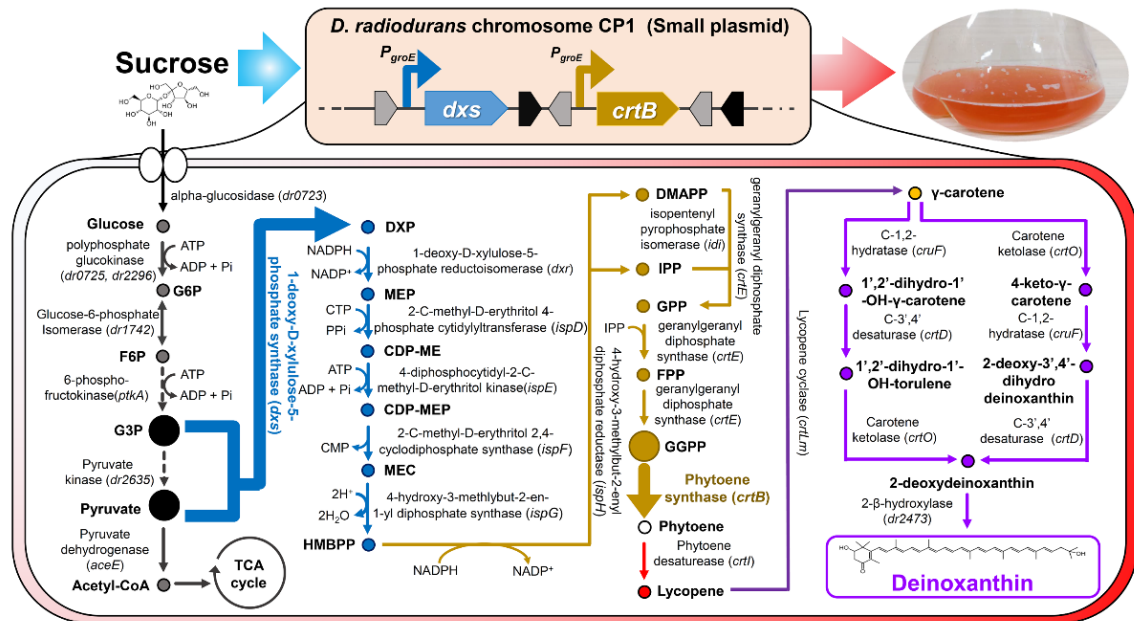 D. radiodurans chromosome CP1 (Small plasmid)
Sucrose
PgroE
PgroE
dxs
crtB
alpha-glucosidase (dr0723)
Glucose
polyphosphate
glucokinase
(dr0725, dr2296)
ATP
ADP + Pi
G6P
Glucose-6-phosphate
Isomerase (dr1742)
F6P
6-phospho-
fructokinase(ptkA)
ATP
ADP + Pi
G3P
Pyruvate
kinase (dr2635)
Pyruvate
Pyruvate
dehydrogenase
(aceE)
Acetyl-CoA
TCA
cycle
1-deoxy-D-xylulose-5-
phosphate synthase (dxs)
DXP
NADPH
NADP+
1-deoxy-D-xylulose-5-
phosphate reductoisomerase (dxr)
MEP
CTP
PPi
2-C-methyl-D-erythritol 4-
phosphate cytidylyltransferase (ispD)
CDP-ME
ATP
ADP + Pi
4-diphosphocytidyl-2-C-
methyl-D-erythritol kinase(ispE)
CDP-MEP
CMP
2-C-methyl-D-erythritol 2,4-
cyclodiphosphate synthase (ispF)
MEC
2H+
2H2O
4-hydroxy-3-methlybut-2-en-
1-yl diphosphate synthase (ispG)
HMBPP
NADPH
NADP+
4-hydroxy-3-methylbut-2-enyl
diphosphate reductase (ispH)
DMAPP
isopentenyl
pyrophosphate
isomerase (idi)
IPP
geranylgeranyl diphosphate
synthase (crtE)
GPP
IPP
geranylgeranyl
diphosphate
synthase (crtE)
FPP
geranylgeranyl
diphosphate
synthase (crtE)
GGPP
Phytoene
synthase (crtB)
Phytoene
Phytoene
desaturease (crtI)
Lycopene
Lycopene cyclase (crtLm)
γ-carotene
C-1,2-
hydratase (cruF)
Carotene
ketolase (crtO)
1',2'-dihydro-1'
-OH-γ-carotene
4-keto-γ-
carotene
C-3',4'
desaturase (crtD)
C-1,2-
hydratase (cruF)
1',2'-dihydro-1'-
OH-torulene
2-deoxy-3',4'-
dihydro
deinoxanthin
Carotene
ketolase (crtO)
C-3',4'
desaturase (crtD)
2-deoxydeinoxanthin
2-β-hydroxylase
(dr2473)
Deinoxanthin